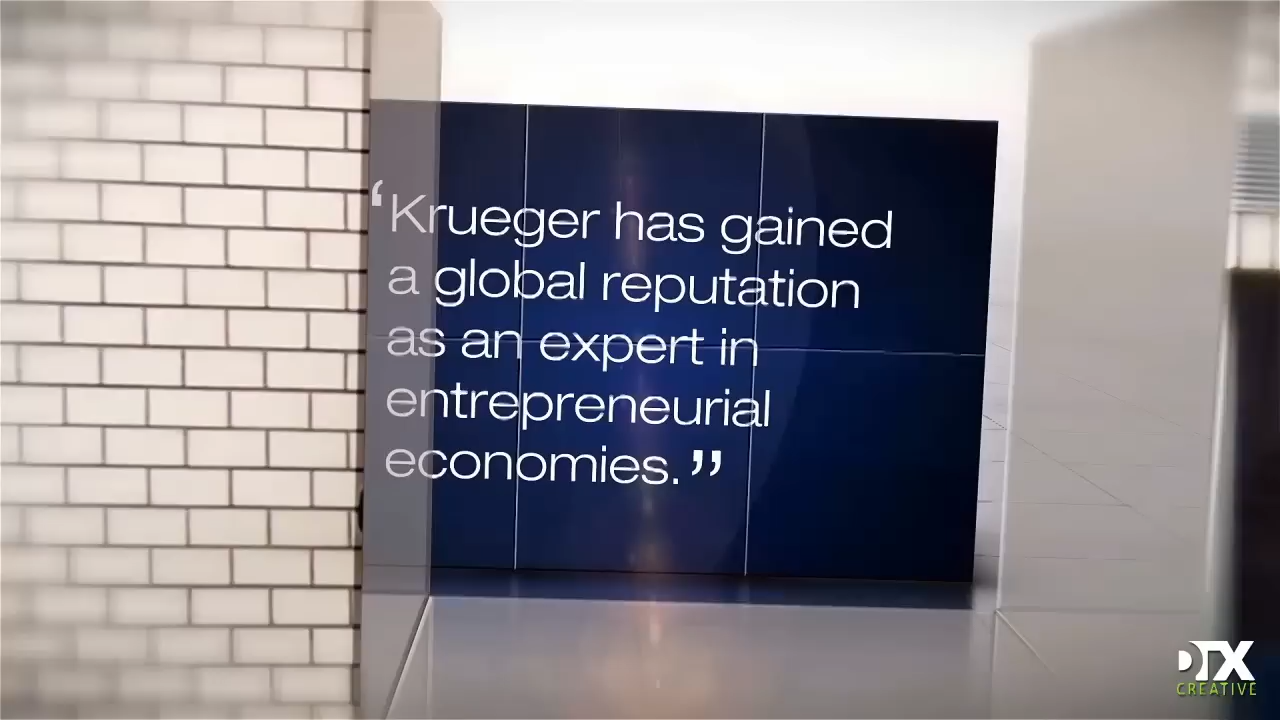 ‘Krueger has gained
a global reputation
as an expert in
entrepreneurial
economies.”
DTX
CREATIVE